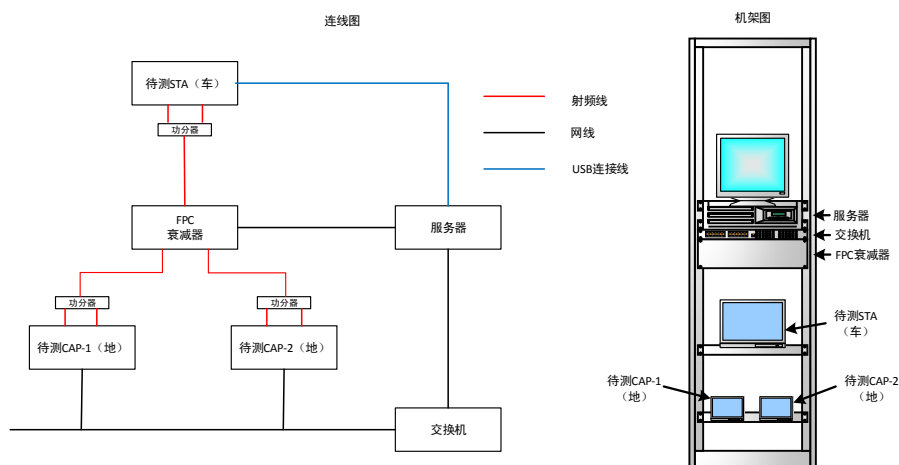 连线图
机架图
待测STA（车）
功分器
射频线
网线
USB连接线
FPC
衰减器
服务器
功分器
功分器
待测CAP-1（地）
待测CAP-2（地）
交换机
服务器
交换机
FPC衰减器
待测STA
（车）
待测CAP-1
（地）
待测CAP-2
（地）